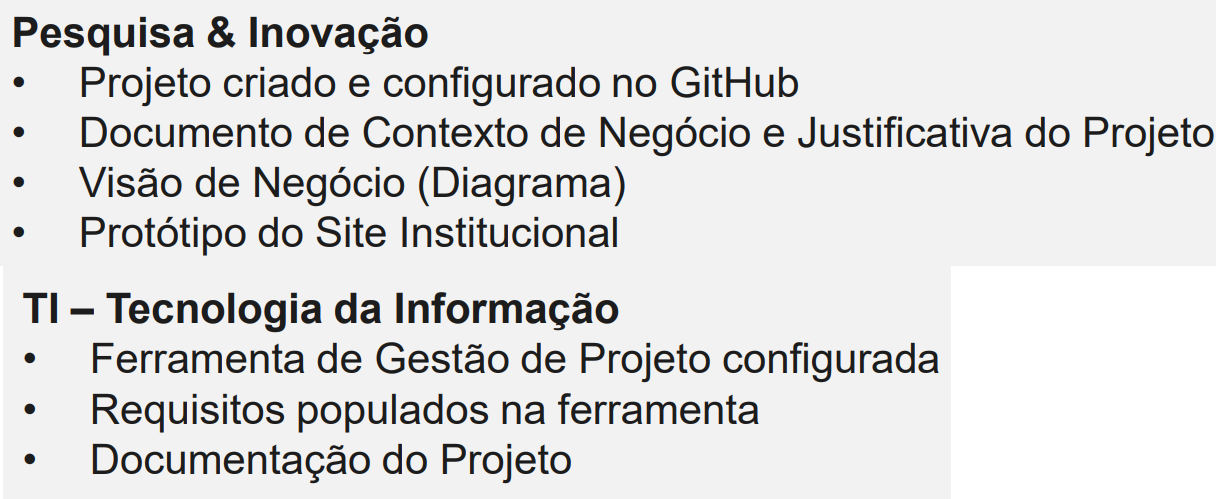 Pesquisa & Inovação
• Projeto criado e configurado no GitHub
• Documento de Contexto de Negócio e Justificativa do Projeto
• Visão de Negócio (Diagrama)
• Protótipo do Site Institucional
TI – Tecnologia da Informação
• Ferramenta de Gestão de Projeto configurada
• Requisitos populados na ferramenta
• Documentação do Projeto